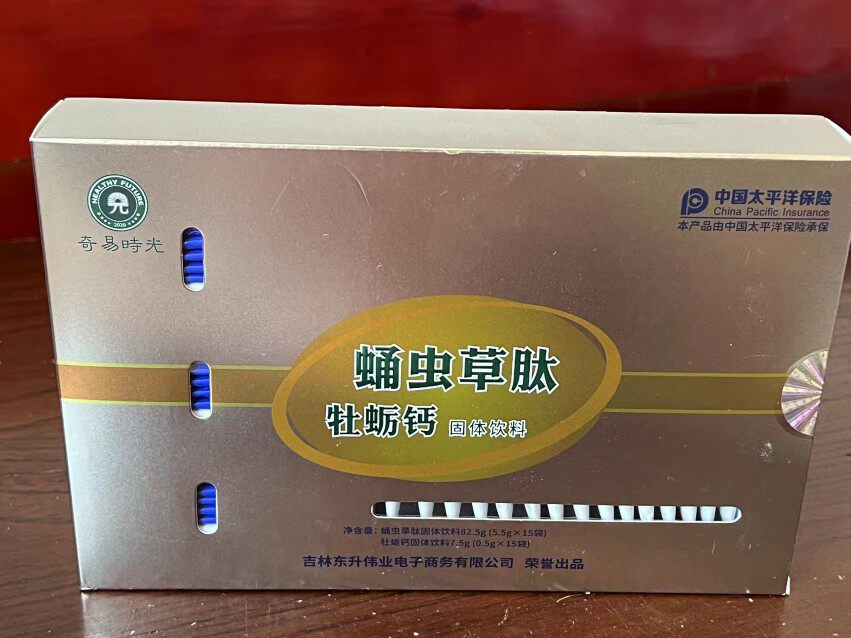 HEALTHY FUTURE
2020
奇易時光
中国太平洋保险
China Pacific Insurance
本产品由中国太平洋保险承保
蛹虫草肽
牡蛎钙 固体饮料
净含量：蛹虫草肽固体饮料82.5g (5.5g×15袋)
牡蛎钙固体饮料7.5g (0.5g×15袋)
吉林东升伟业电子商务有限公司 荣誉出品